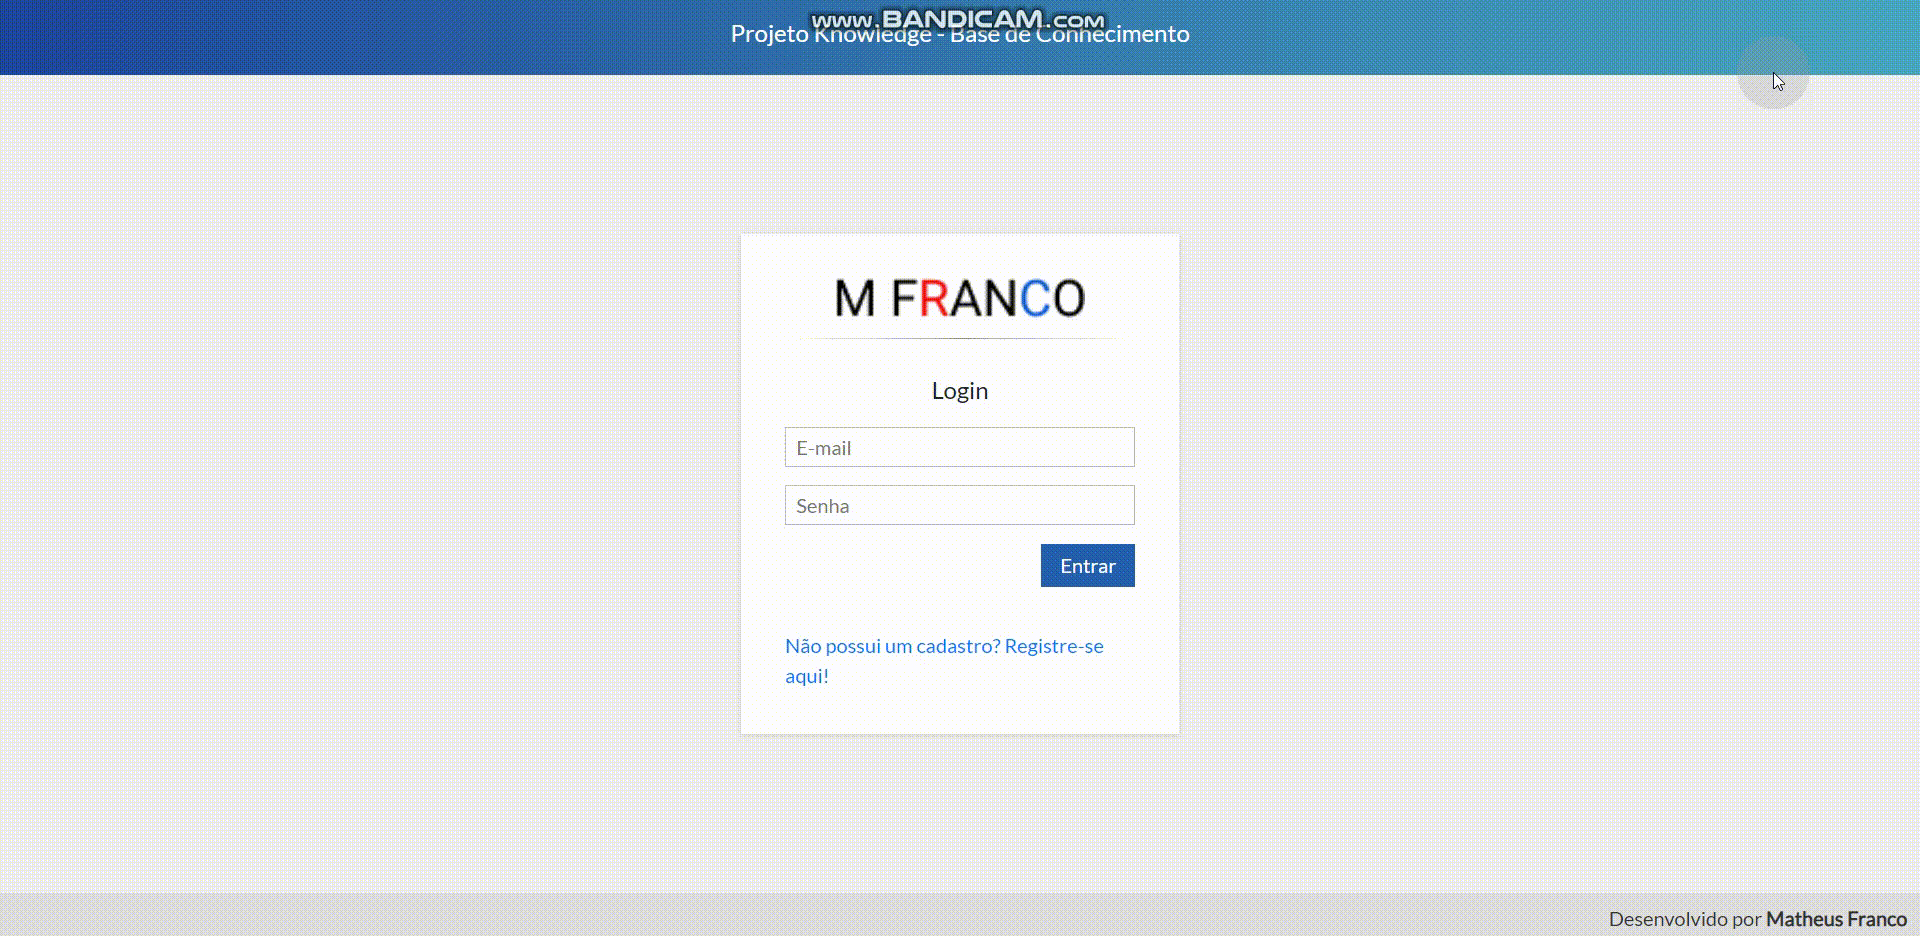 www.BANDICAM.com
Projeto Knowledge - Base de Conhecimento
M FRANCO
Login
E-mail
Senha
Entrar
Não possui um cadastro? Registre-se
aqui!
Desenvolvido por Matheus Franco